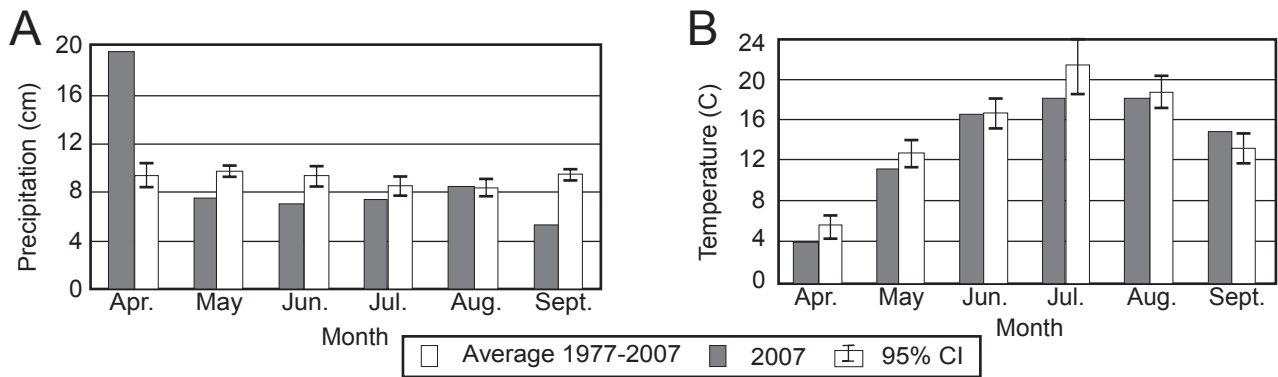 A
Precipitation (cm)
20
16
12
8
4
0
Apr. May Jun. Jul. Aug. Sept.
Month
B
Temperature (C)
24
20
16
12
8
4
0
Apr. May Jun. Jul. Aug. Sept.
Month
Average 1977-2007 2007 95% CI